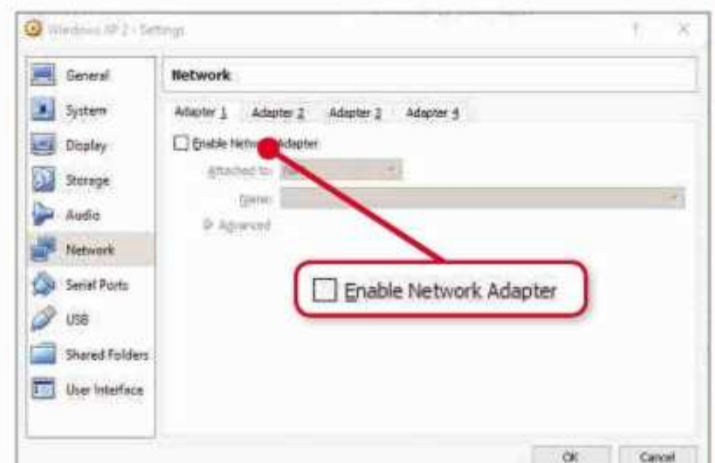 Windows XP 2 - Settings
General
System
Display
Storage
Audio
Network
Serial Ports
USB
Shared Folders
User Interface
Network
Adapter 1 Adapter 2 Adapter 3 Adapter 4
Enable Network Adapter
Attached to:
Name:
Advanced
Enable Network Adapter
OK Cancel